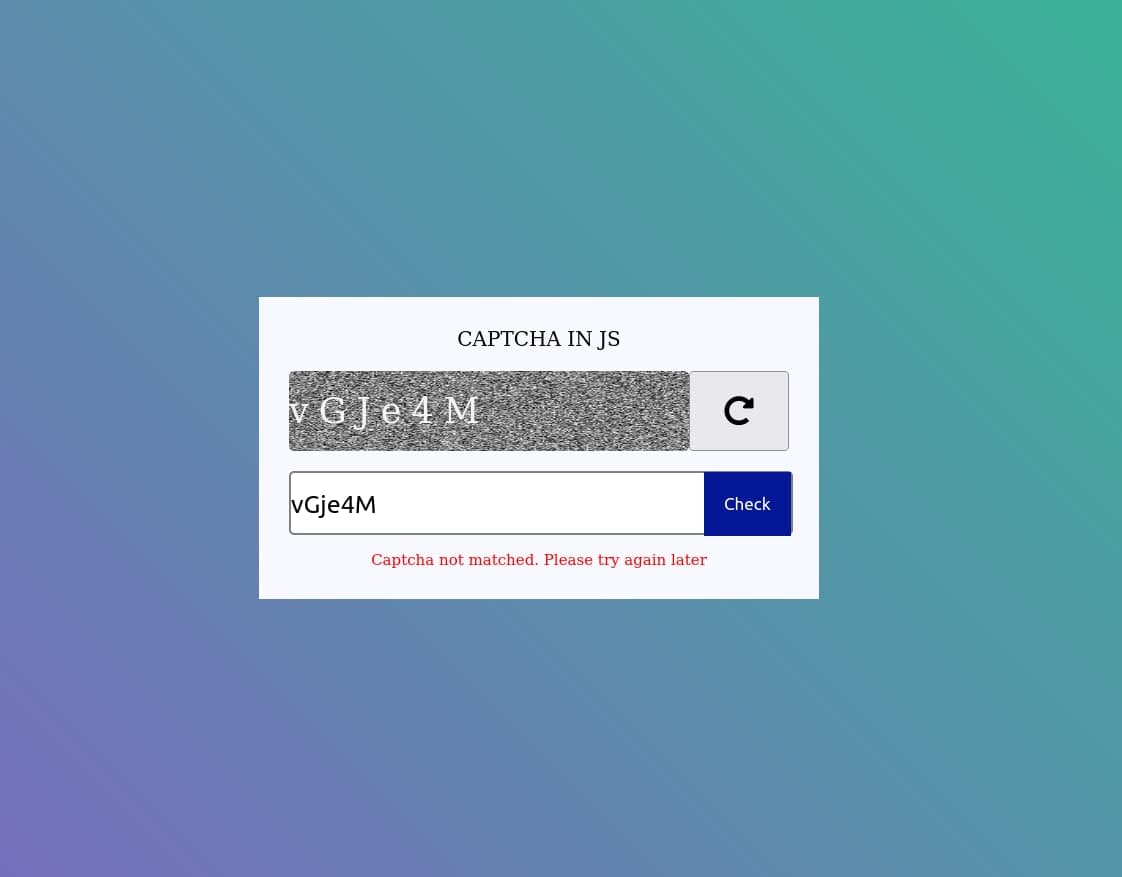 CAPTCHA IN JS
v G J e 4 M
vGje4M
Check
Captcha not matched. Please try again later